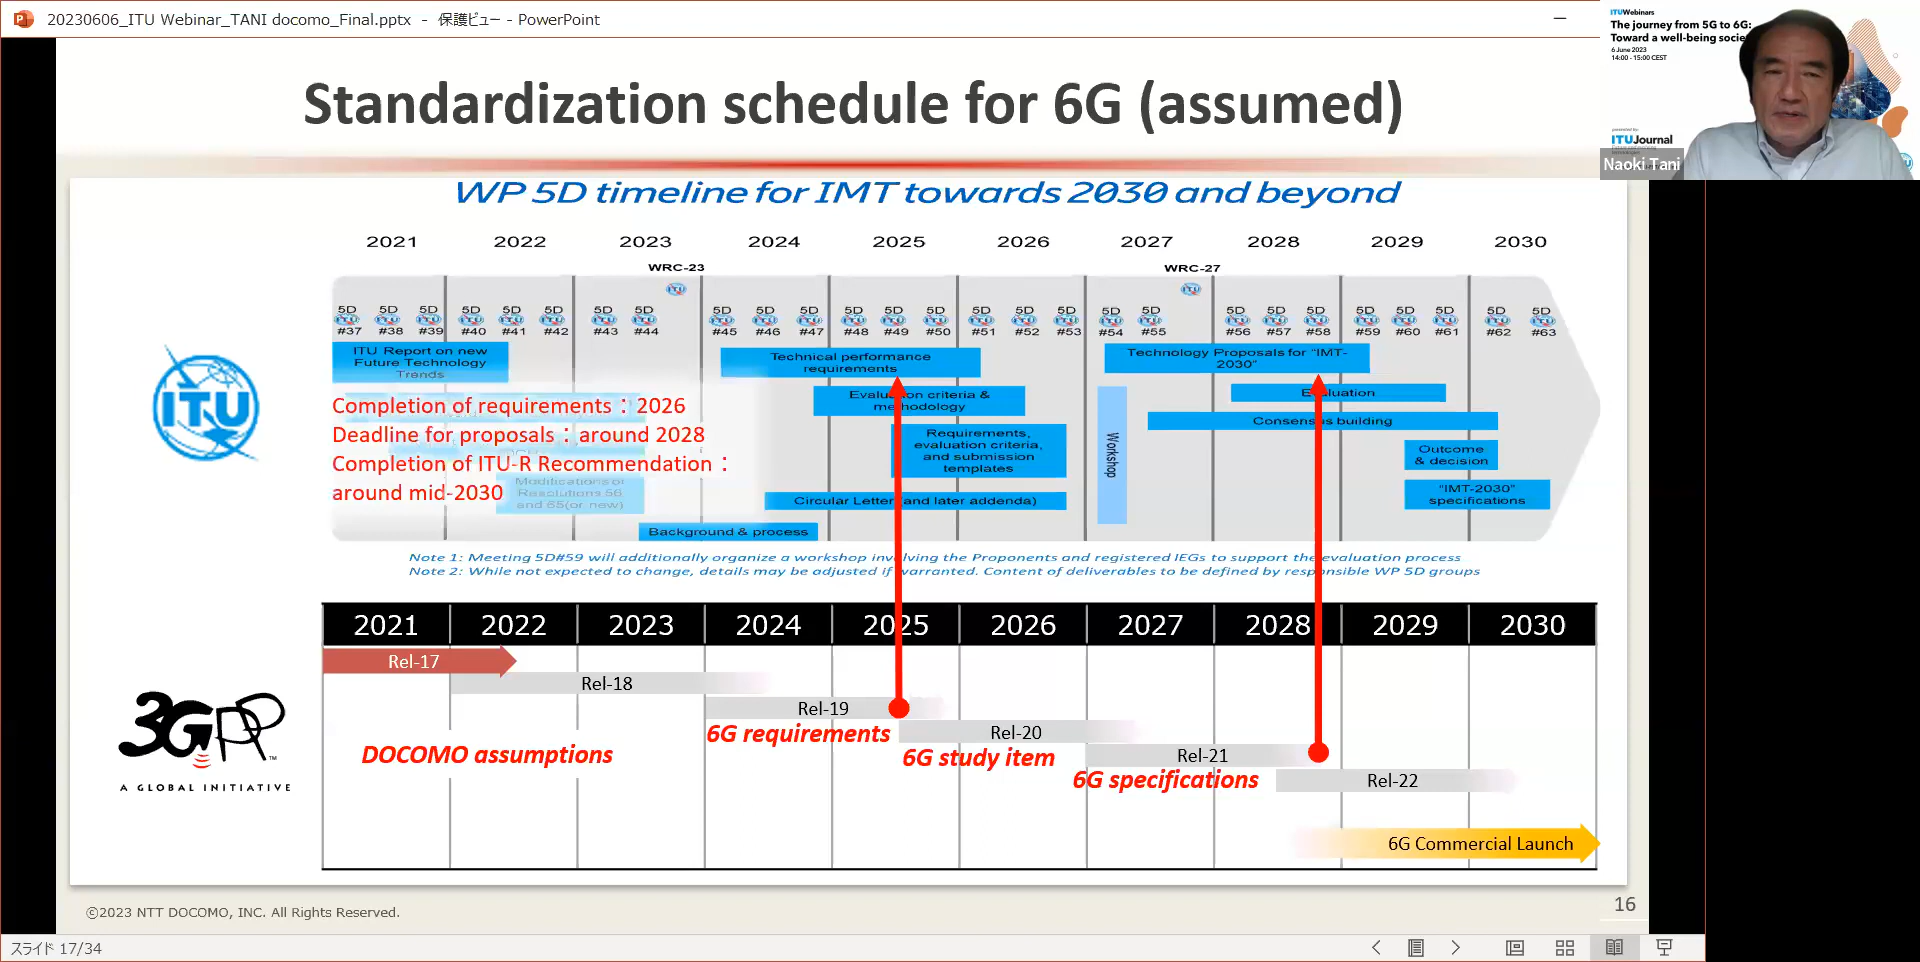 20230606_ITU Webinar_TANI docomo_Final.pptx - 保護ビュー - PowerPoint
ITUWebinars
The journey from 5G to 6G:
Toward a well-being socie
6 June 2023
14:00 - 15:00 CEST
presented by:
ITUJournal
Naoki Tani
Standardization schedule for 6G (assumed)
WP 5D timeline for IMT towards 2030 and beyond
2021 2022 2023 2024 2025 2026 2027 2028 2029 2030
WRC-23 WRC-27
5D 5D 5D 5D 5D 5D 5D 5D 5D 5D 5D 5D 5D 5D 5D 5D 5D 5D 5D 5D 5D 5D 5D 5D 5D 5D 5D
#37 #38 #39 #40 #41 #42 #43 #44 #45 #46 #47 #48 #49 #50 #51 #52 #53 #54 #55 #56 #57 #58 #59 #60 #61 #62 #63
ITU Report on new
Future Technology
Trends
Technical performance
requirements
Technology Proposals for "IMT-
2030"
Evaluation criteria &
methodology
Evaluation
Completion of requirements：2026
Consensus building
Deadline for proposals：around 2028
Requirements,
evaluation criteria,
and submission
templates
Workshop
Outcome
& decision
Completion of ITU-R Recommendation：
around mid-2030
Modifications of
Resolutions 56
and 65(or new)
Circular Letter (and later addenda)
"IMT-2030"
specifications
Background & process
Note 1: Meeting 5D#59 will additionally organize a workshop involving the Proponents and registered IEGs to support the evaluation process
Note 2: While not expected to change, details may be adjusted if warranted. Content of deliverables to be defined by responsible WP 5D groups
ITU
2021 2022 2023 2024 2025 2026 2027 2028 2029 2030
Rel-17
Rel-18
Rel-19
6G requirements
Rel-20
DOCOMO assumptions
6G study item
Rel-21
6G specifications
Rel-22
6G Commercial Launch
3GPP™
A GLOBAL INITIATIVE
©2023 NTT DOCOMO, INC. All Rights Reserved.
16
スライド 17/34